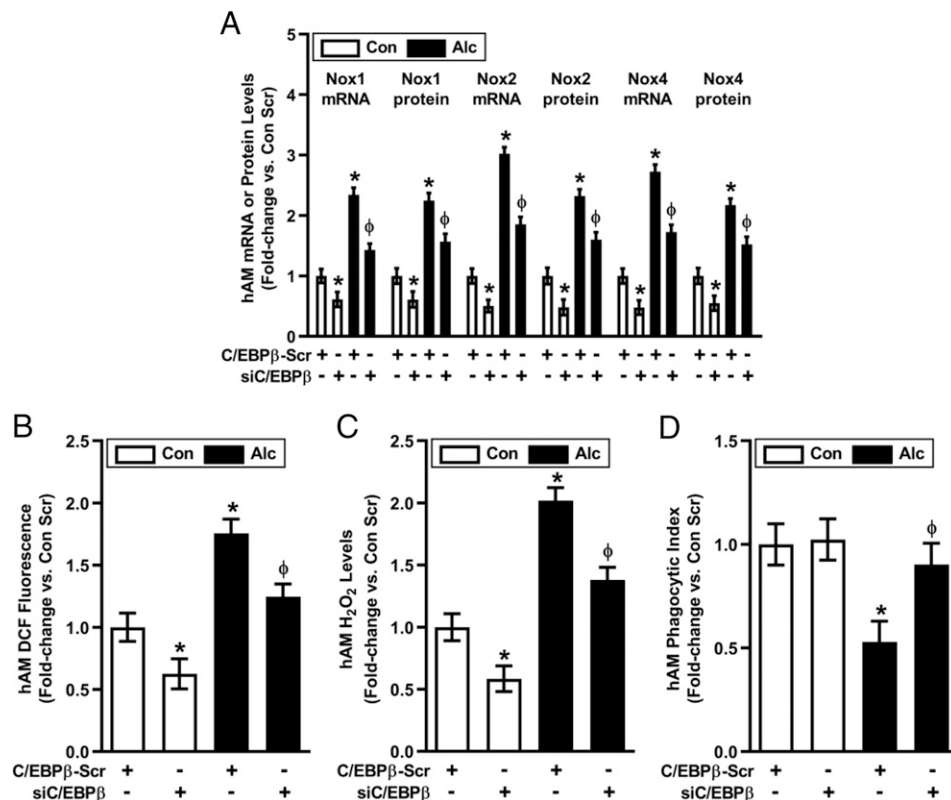 A
Con Alc
Nox1 Nox1 Nox2 Nox2 Nox4 Nox4
mRNA protein mRNA protein mRNA protein
hAM mRNA or Protein Levels
(Fold-change vs. Con Scr)
5
4
3
2
1
0
* * ϕ * * ϕ * * ϕ * * ϕ * * ϕ * * ϕ
C/EBPβ-Scr + - + - + - + - + - + - + - + - + - + - + - + -
siC/EBPβ - + - + - + - + - + - + - + - + - + - + - + - +
B
Con Alc
hAM DCF Fluorescence
(Fold-change vs. Con Scr)
2.5
2.0
1.5
1.0
0.5
0.0
* * ϕ
C/EBPβ-Scr + - + -
siC/EBPβ - + - +
C
Con Alc
hAM H₂O₂ Levels
(Fold-change vs. Con Scr)
2.5
2.0
1.5
1.0
0.5
0.0
* * ϕ
C/EBPβ-Scr + - + -
siC/EBPβ - + - +
D
Con Alc
hAM Phagocytic Index
(Fold-change vs. Con Scr)
1.5
1.0
0.5
0.0
* ϕ
C/EBPβ-Scr + - + -
siC/EBPβ - + - +